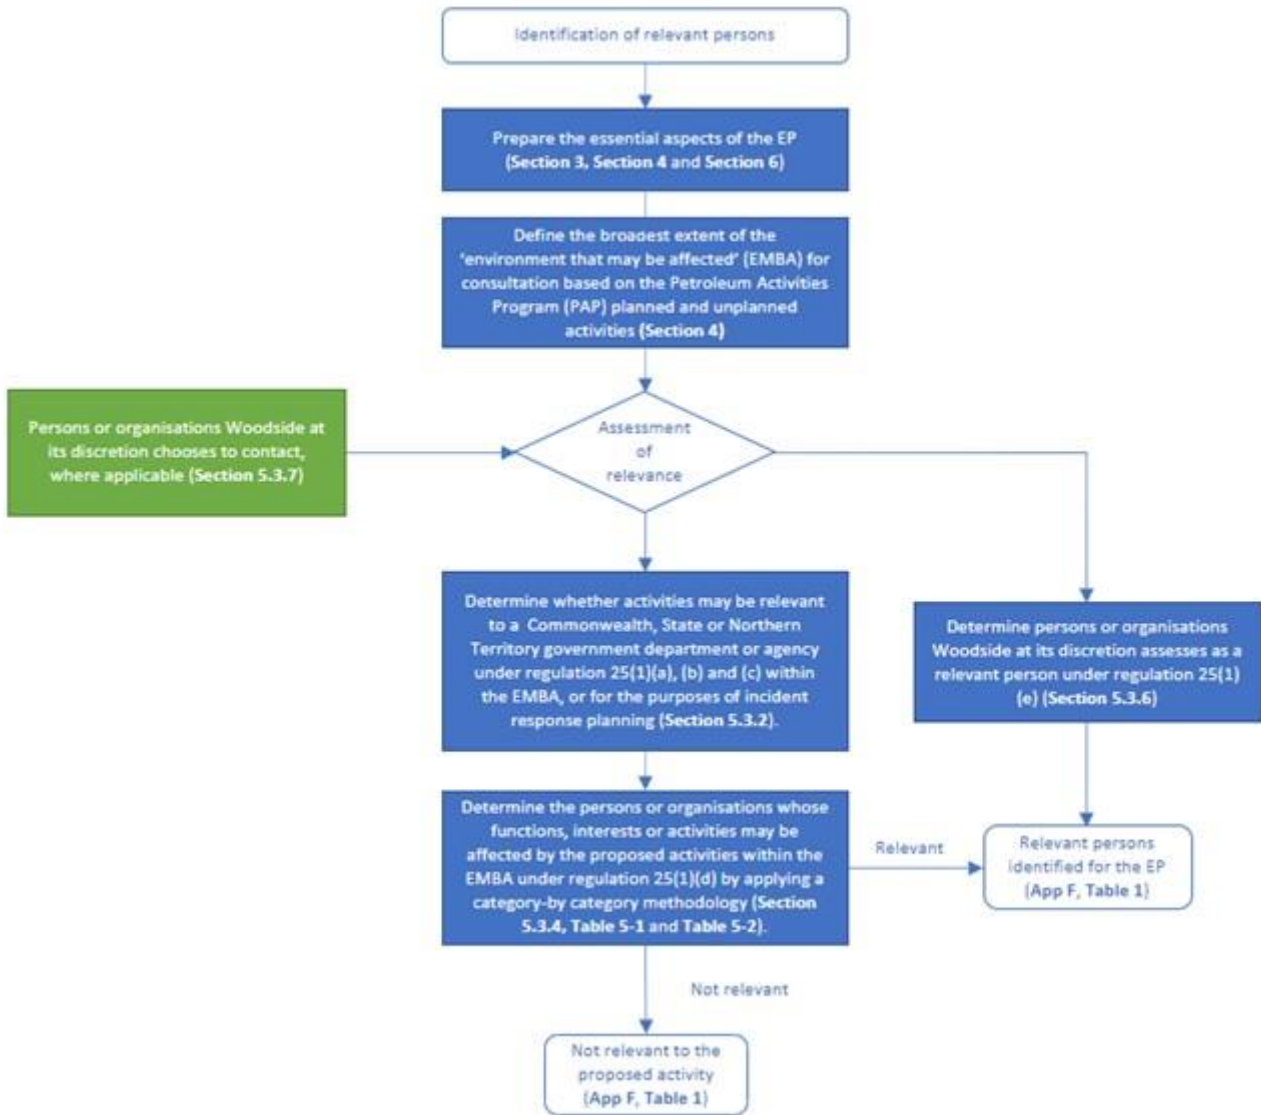 Identification of relevant persons
Prepare the essential aspects of the EP
(Section 3, Section 4 and Section 6)
Define the broadest extent of the
'environment that may be affected' (EMBA) for
consultation based on the Petroleum Activities
Program (PAP) planned and unplanned
activities (Section 4)
Persons or organisations Woodside at
its discretion chooses to contact,
where applicable (Section 5.3.7)
Assessment
of
relevance
Determine whether activities may be relevant
to a Commonwealth, State or Northern
Territory government department or agency
under regulation 25(1)(a), (b) and (c) within
the EMBA, or for the purposes of incident
response planning (Section 5.3.2).
Determine persons or organisations
Woodside at its discretion assesses as a
relevant person under regulation 25(1)
(e) (Section 5.3.6)
Determine the persons or organisations whose
functions, interests or activities may be
affected by the proposed activities within the
EMBA under regulation 25(1)(d) by applying a
category-by category methodology (Section
5.3.4, Table 5-1 and Table 5-2).
Relevant
Relevant persons
identified for the EP
(App F, Table 1)
Not relevant
Not relevant to the
proposed activity
(App F, Table 1)